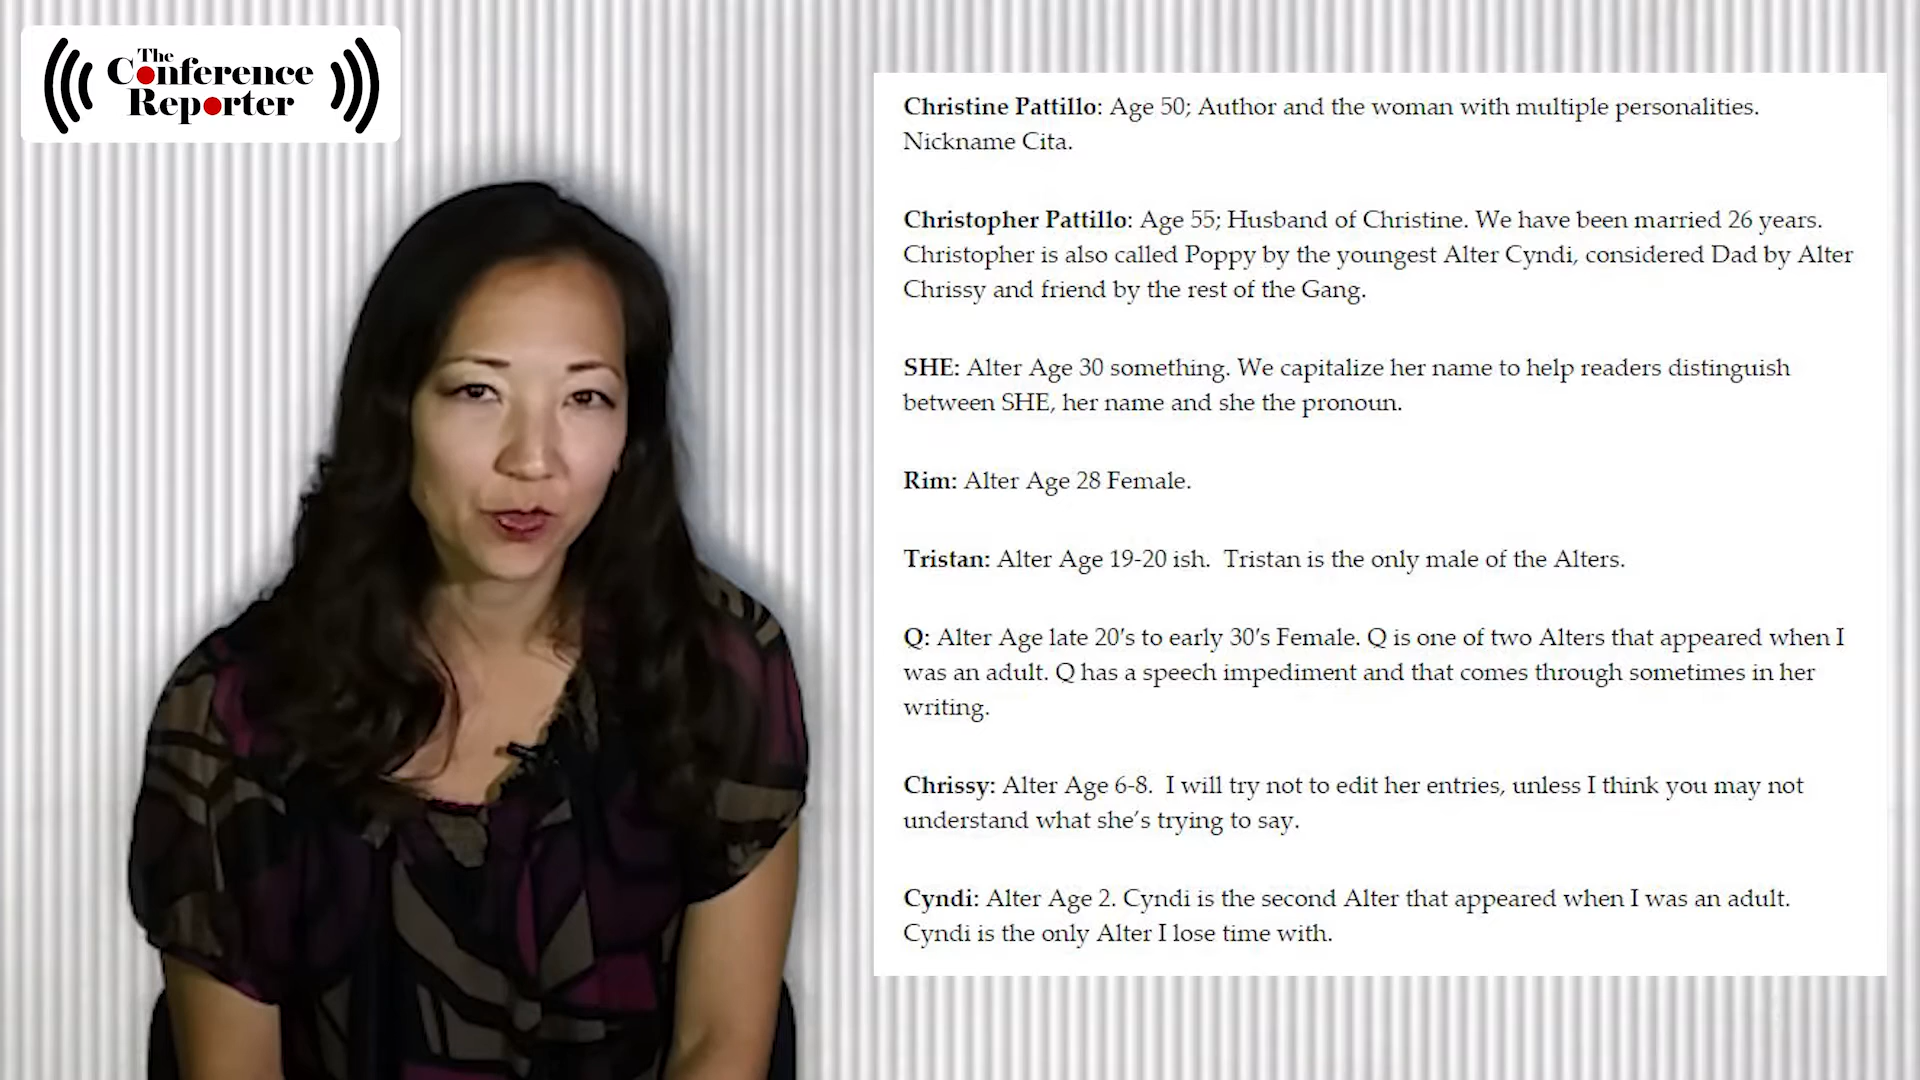 The
Conference
Reporter
Christine Pattillo: Age 50; Author and the woman with multiple personalities.
Nickname Cita.
Christopher Pattillo: Age 55; Husband of Christine. We have been married 26 years.
Christopher is also called Poppy by the youngest Alter Cyndi, considered Dad by Alter
Chrissy and friend by the rest of the Gang.
SHE: Alter Age 30 something. We capitalize her name to help readers distinguish
between SHE, her name and she the pronoun.
Rim: Alter Age 28 Female.
Tristan: Alter Age 19-20 ish.  Tristan is the only male of the Alters.
Q: Alter Age late 20's to early 30's Female. Q is one of two Alters that appeared when I
was an adult. Q has a speech impediment and that comes through sometimes in her
writing.
Chrissy: Alter Age 6-8.  I will try not to edit her entries, unless I think you may not
understand what she's trying to say.
Cyndi: Alter Age 2. Cyndi is the second Alter that appeared when I was an adult.
Cyndi is the only Alter I lose time with.